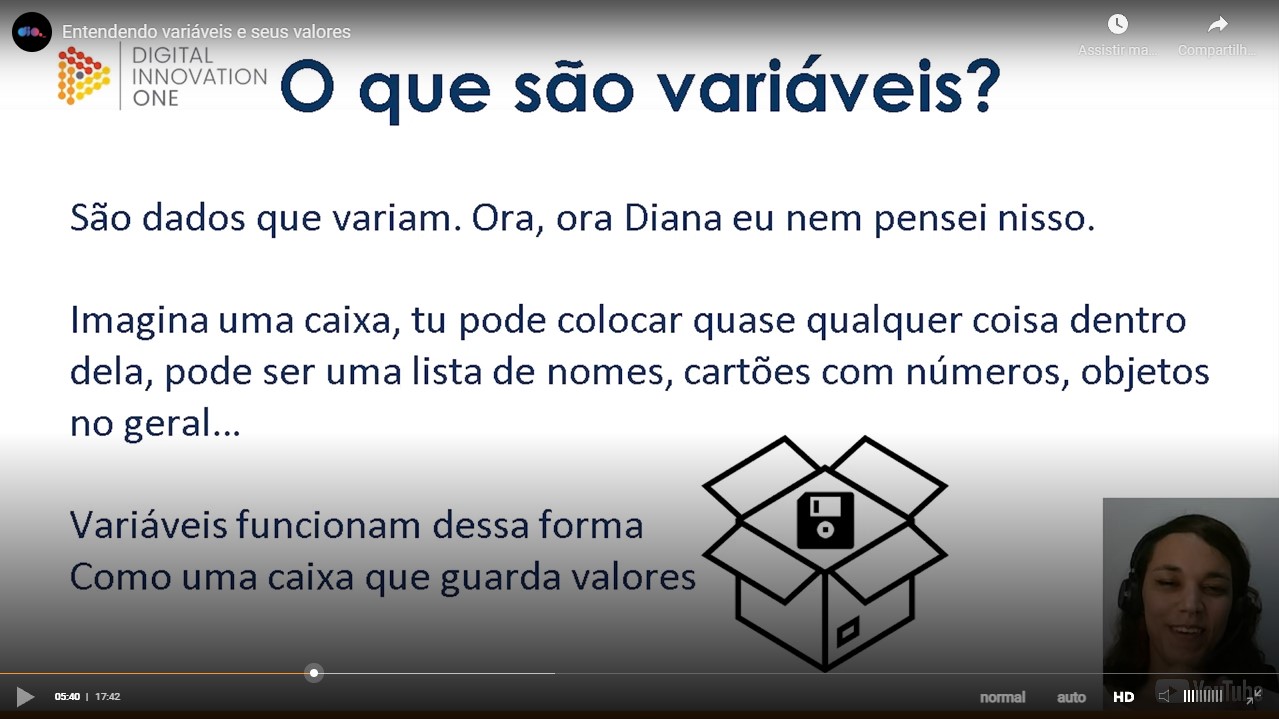 Entendendo variáveis e seus valores
Assistir ma...
Compartilh...
dio.
DIGITAL
INNOVATION
ONE
O que são variáveis?
São dados que variam. Ora, ora Diana eu nem pensei nisso.
Imagina uma caixa, tu pode colocar quase qualquer coisa dentro
dela, pode ser uma lista de nomes, cartões com números, objetos
no geral...
Variáveis funcionam dessa forma
Como uma caixa que guarda valores
05:40 | 17:42
normal
auto
HD
YouTube